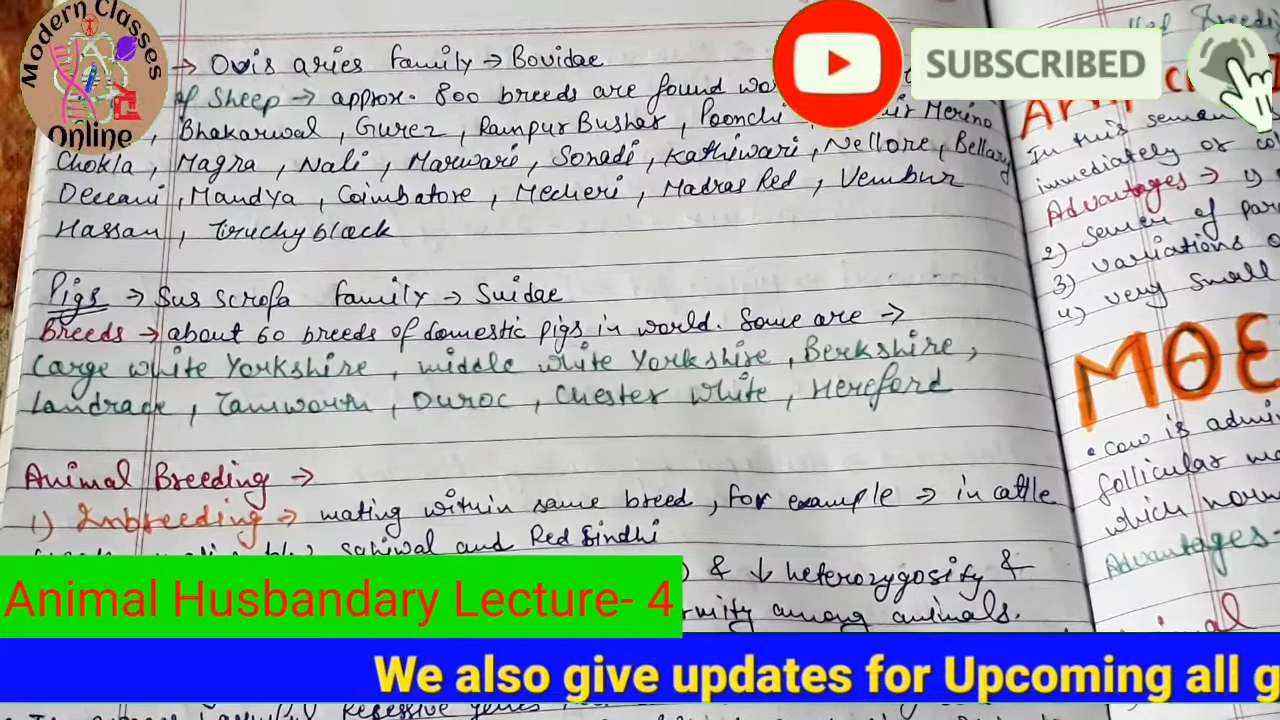 Modern Classes
Online
SUBSCRIBED
→ Ovis aries family → Bovidae
of Sheep → approx. 800 breeds are found
Bhakarwal, Gurez, Rampur Bushar, Poonchi, Merino
Chokla, Magra, Nali, Marwari, Sonadi, Kathiwari, Nellore, Bellary
Deccani, Mandya, Coimbatore, Mecheri, Madras Red, Vembur
Hassan, Tiruchy black
Pigs → Sus scrofa family → Suidae
Breeds → about 60 breeds of domestic pigs in world. Some are →
Large white Yorkshire, middle white Yorkshire, Berkshire,
Landrace, Tamworth, Duroc, Chester White, Hereford
Animal Breeding →
1) Inbreeding → mating within same breed, for example → in cattle
sahiwal and Red Sindhi
& ↓ heterozygosity &
among animals.
recessive genes
In this semen
immediately or
Advantages →
2) semen of
3) variations
4) very small
MOE
• cow is
follicular
which
Advantages
Animal Husbandary Lecture- 4
We also give updates for Upcoming all g